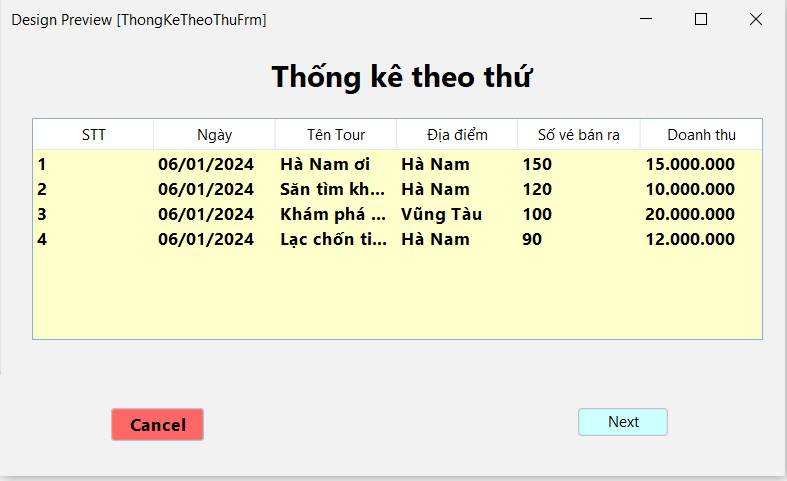 Design Preview [ThongKeTheoThuFrm]
Thống kê theo thứ
STT Ngày Tên Tour Địa điểm Số vé bán ra Doanh thu
1 06/01/2024 Hà Nam ơi Hà Nam 150 15.000.000
2 06/01/2024 Săn tìm kh... Hà Nam 120 10.000.000
3 06/01/2024 Khám phá ... Vũng Tàu 100 20.000.000
4 06/01/2024 Lạc chốn ti... Hà Nam 90 12.000.000
Cancel Next